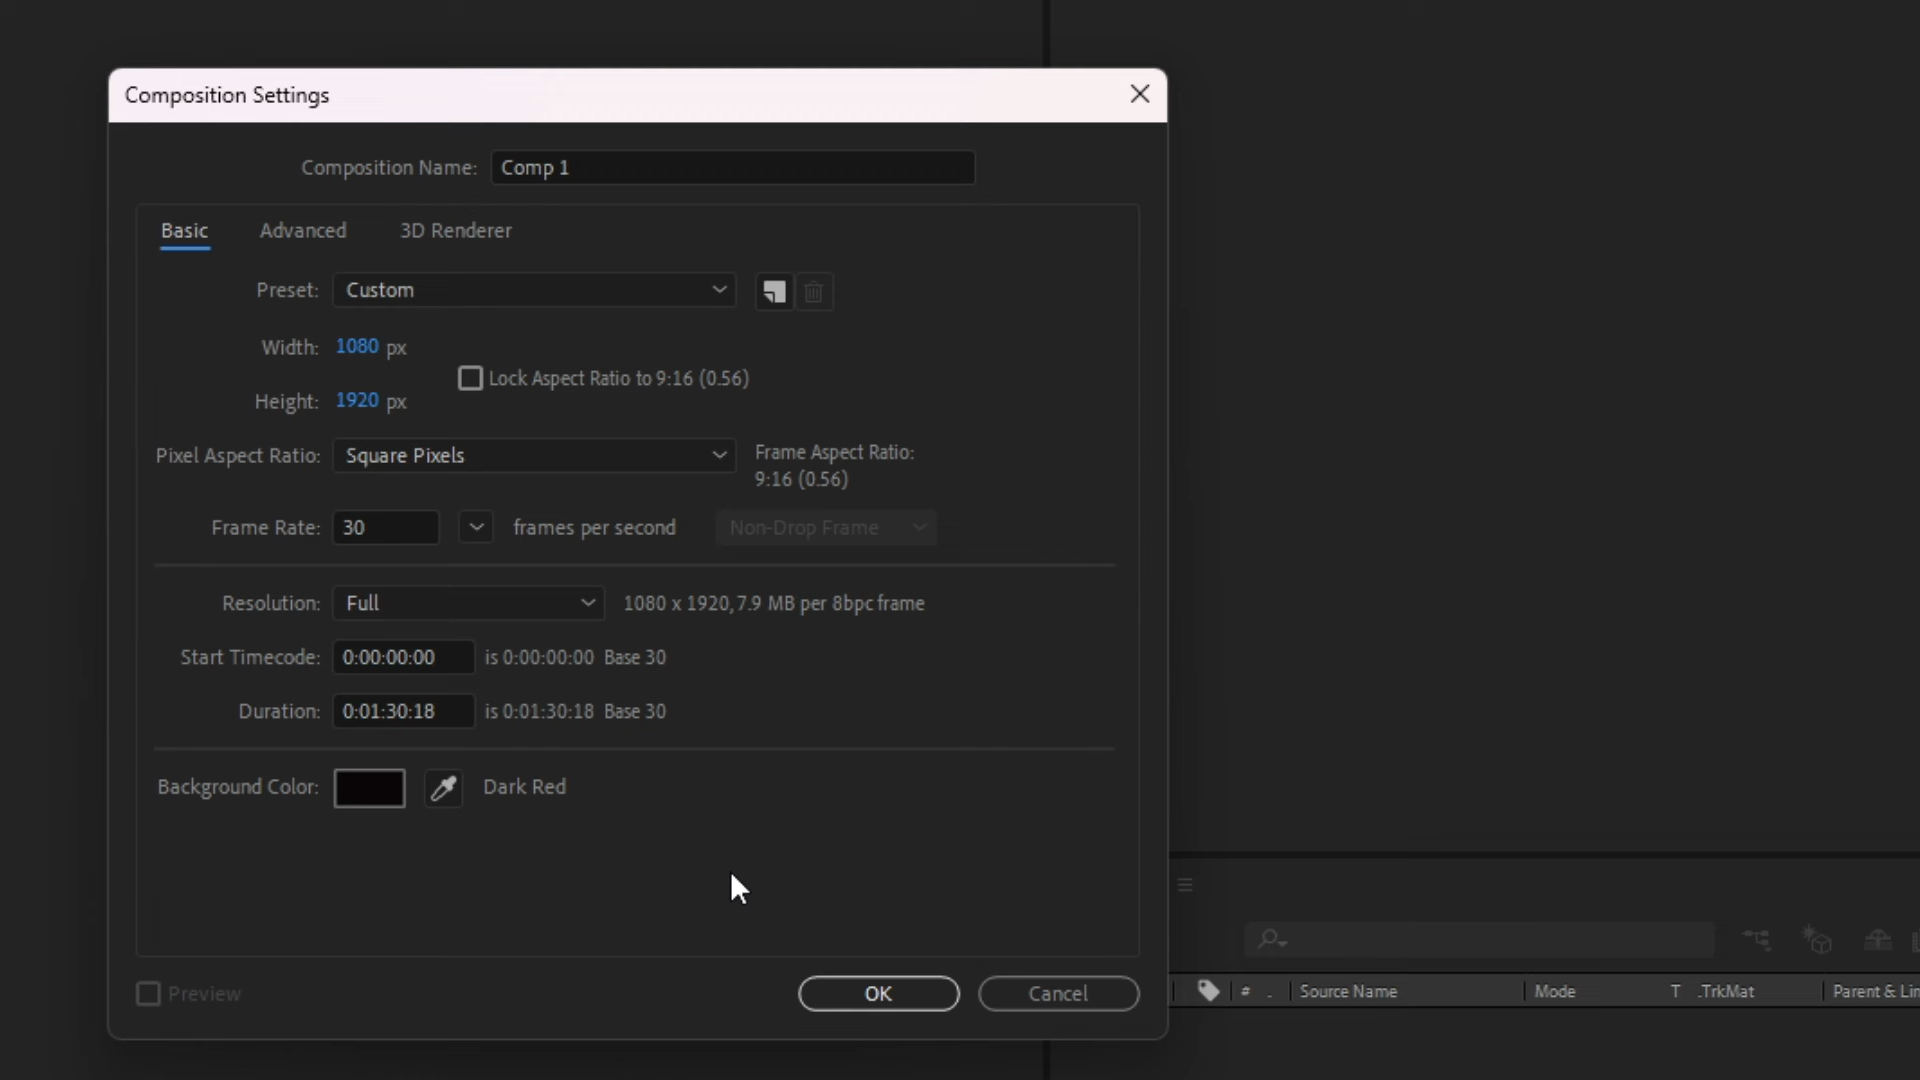 Composition Settings
Composition Name: Comp 1
Basic Advanced 3D Renderer
Preset: Custom
Width: 1080 px
Lock Aspect Ratio to 9:16 (0.56)
Height: 1920 px
Pixel Aspect Ratio: Square Pixels
Frame Aspect Ratio:
9:16 (0.56)
Frame Rate: 30 frames per second Non-Drop Frame
Resolution: Full 1080 x 1920, 7.9 MB per 8bpc frame
Start Timecode: 0:00:00:00 is 0:00:00:00 Base 30
Duration: 0:01:30:18 is 0:01:30:18 Base 30
Background Color: Dark Red
Preview OK Cancel
# . Source Name Mode T .TrkMat Parent & Lin